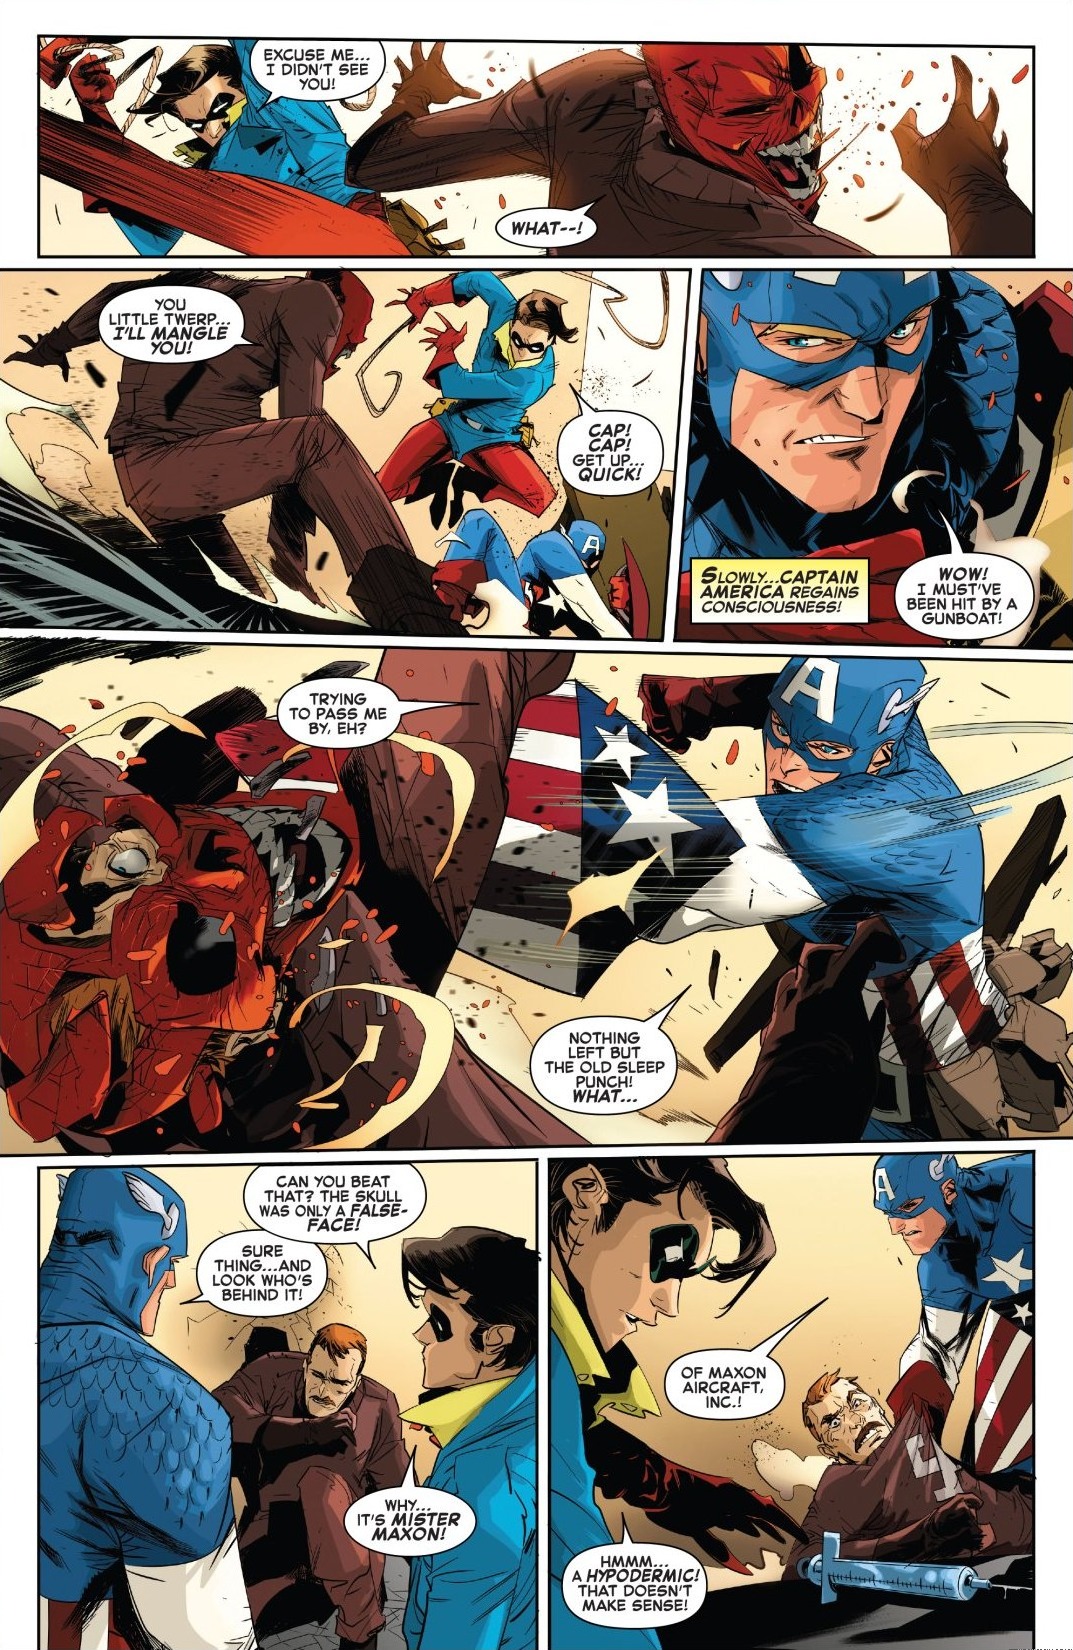 EXCUSE ME...
I DIDN'T SEE
YOU!
WHAT--!
YOU
LITTLE TWERP...
I'LL MANGLE
YOU!
CAP!
CAP!
GET UP...
QUICK!
SLOWLY...CAPTAIN
AMERICA REGAINS
CONSCIOUSNESS!
WOW!
I MUST'VE
BEEN HIT BY A
GUNBOAT!
TRYING
TO PASS ME
BY, EH?
NOTHING
LEFT BUT
THE OLD SLEEP
PUNCH!
WHAT...
CAN YOU BEAT
THAT? THE SKULL
WAS ONLY A FALSE-
FACE!
SURE
THING...AND
LOOK WHO'S
BEHIND IT!
WHY...
IT'S MISTER
MAXON!
OF MAXON
AIRCRAFT,
INC.!
HMMM...
A HYPODERMIC!
THAT DOESN'T
MAKE SENSE!